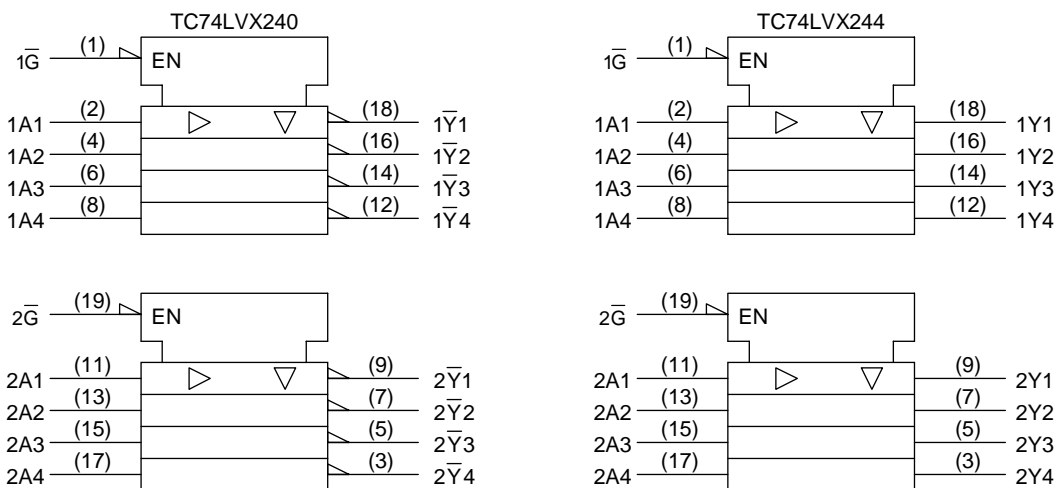 TC74LVX240
1G̅ (1) EN
1A1 (2) (18) 1Y̅1
1A2 (4) (16) 1Y̅2
1A3 (6) (14) 1Y̅3
1A4 (8) (12) 1Y̅4
2G̅ (19) EN
2A1 (11) (9) 2Y̅1
2A2 (13) (7) 2Y̅2
2A3 (15) (5) 2Y̅3
2A4 (17) (3) 2Y̅4
TC74LVX244
1G̅ (1) EN
1A1 (2) (18) 1Y1
1A2 (4) (16) 1Y2
1A3 (6) (14) 1Y3
1A4 (8) (12) 1Y4
2G̅ (19) EN
2A1 (11) (9) 2Y1
2A2 (13) (7) 2Y2
2A3 (15) (5) 2Y3
2A4 (17) (3) 2Y4